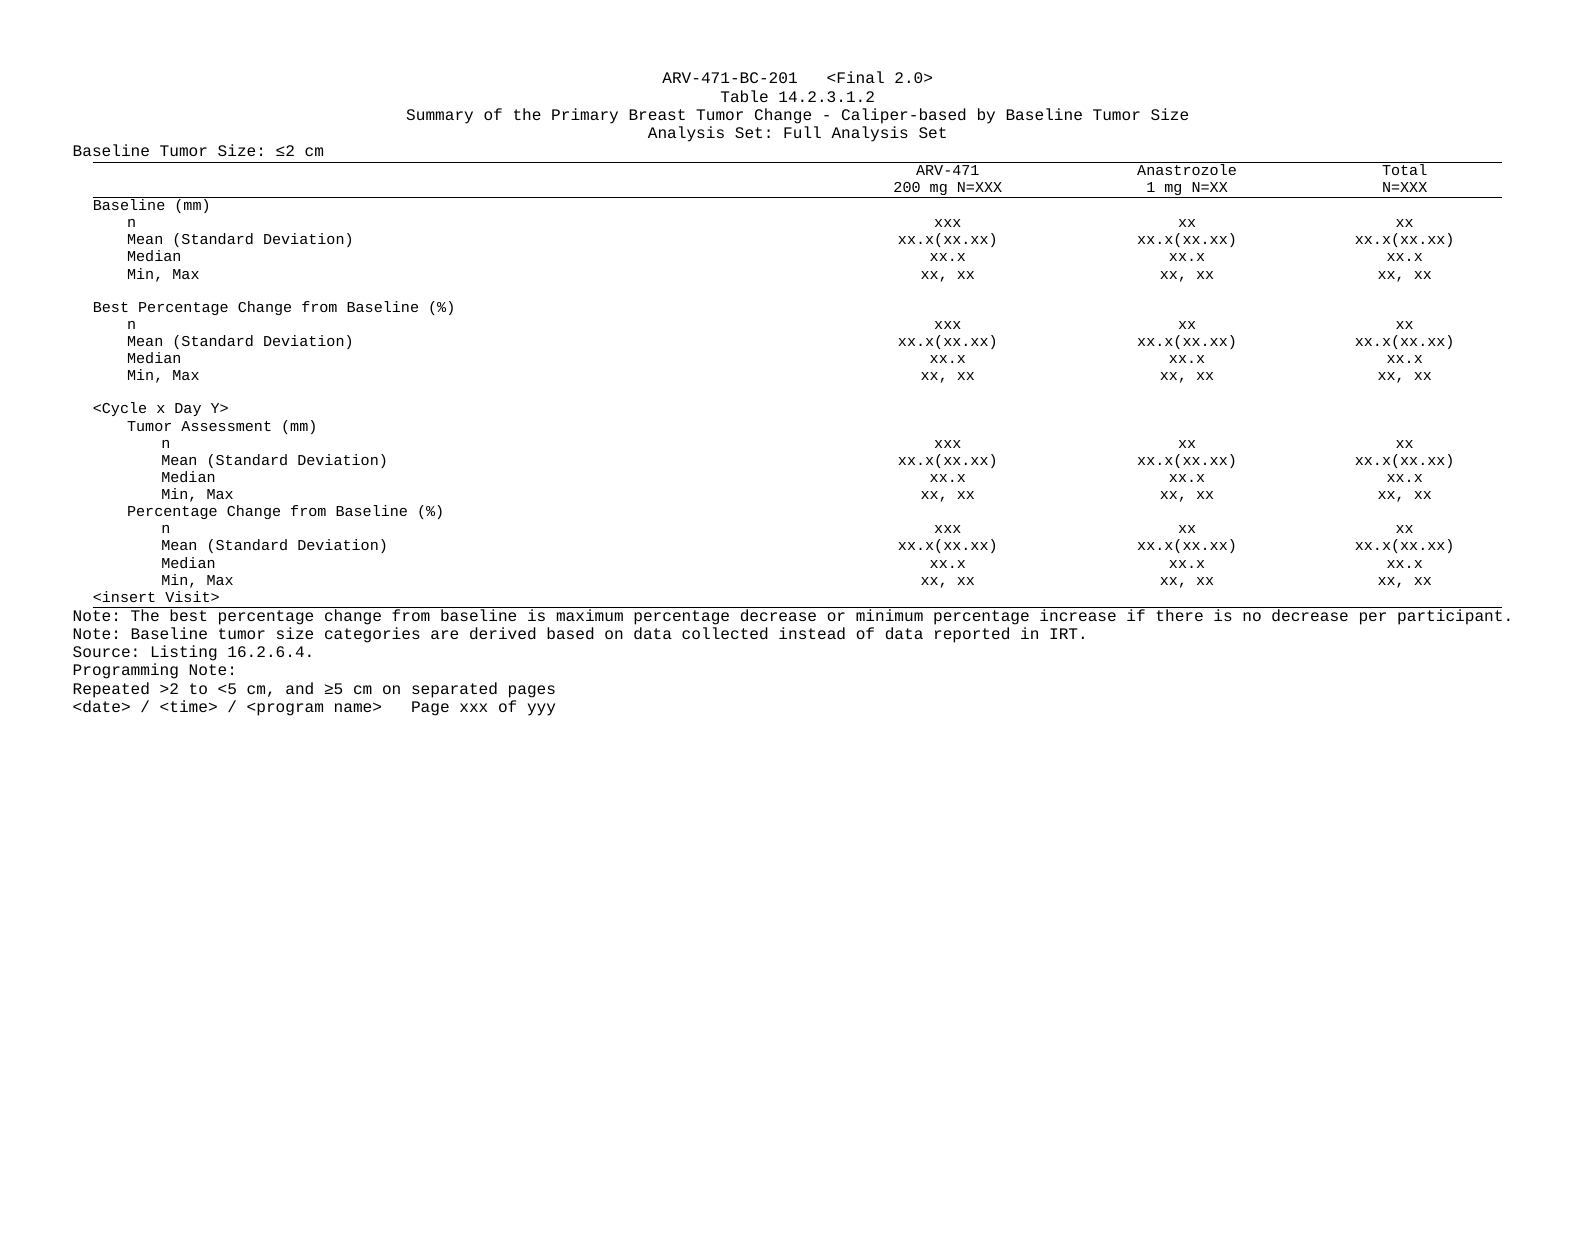 ARV-471-BC-201   <Final 2.0>
Table 14.2.3.1.2
Summary of the Primary Breast Tumor Change - Caliper-based by Baseline Tumor Size
Analysis Set: Full Analysis Set
Baseline Tumor Size: ≤2 cm
ARV-471 Anastrozole Total
200 mg N=XXX 1 mg N=XX N=XXX
Baseline (mm)
n xxx xx xx
Mean (Standard Deviation) xx.x(xx.xx) xx.x(xx.xx) xx.x(xx.xx)
Median xx.x xx.x xx.x
Min, Max xx, xx xx, xx xx, xx
Best Percentage Change from Baseline (%)
n xxx xx xx
Mean (Standard Deviation) xx.x(xx.xx) xx.x(xx.xx) xx.x(xx.xx)
Median xx.x xx.x xx.x
Min, Max xx, xx xx, xx xx, xx
<Cycle x Day Y>
Tumor Assessment (mm)
n xxx xx xx
Mean (Standard Deviation) xx.x(xx.xx) xx.x(xx.xx) xx.x(xx.xx)
Median xx.x xx.x xx.x
Min, Max xx, xx xx, xx xx, xx
Percentage Change from Baseline (%)
n xxx xx xx
Mean (Standard Deviation) xx.x(xx.xx) xx.x(xx.xx) xx.x(xx.xx)
Median xx.x xx.x xx.x
Min, Max xx, xx xx, xx xx, xx
<insert Visit>
Note: The best percentage change from baseline is maximum percentage decrease or minimum percentage increase if there is no decrease per participant.
Note: Baseline tumor size categories are derived based on data collected instead of data reported in IRT.
Source: Listing 16.2.6.4.
Programming Note:
Repeated >2 to <5 cm, and ≥5 cm on separated pages
<date> / <time> / <program name>   Page xxx of yyy